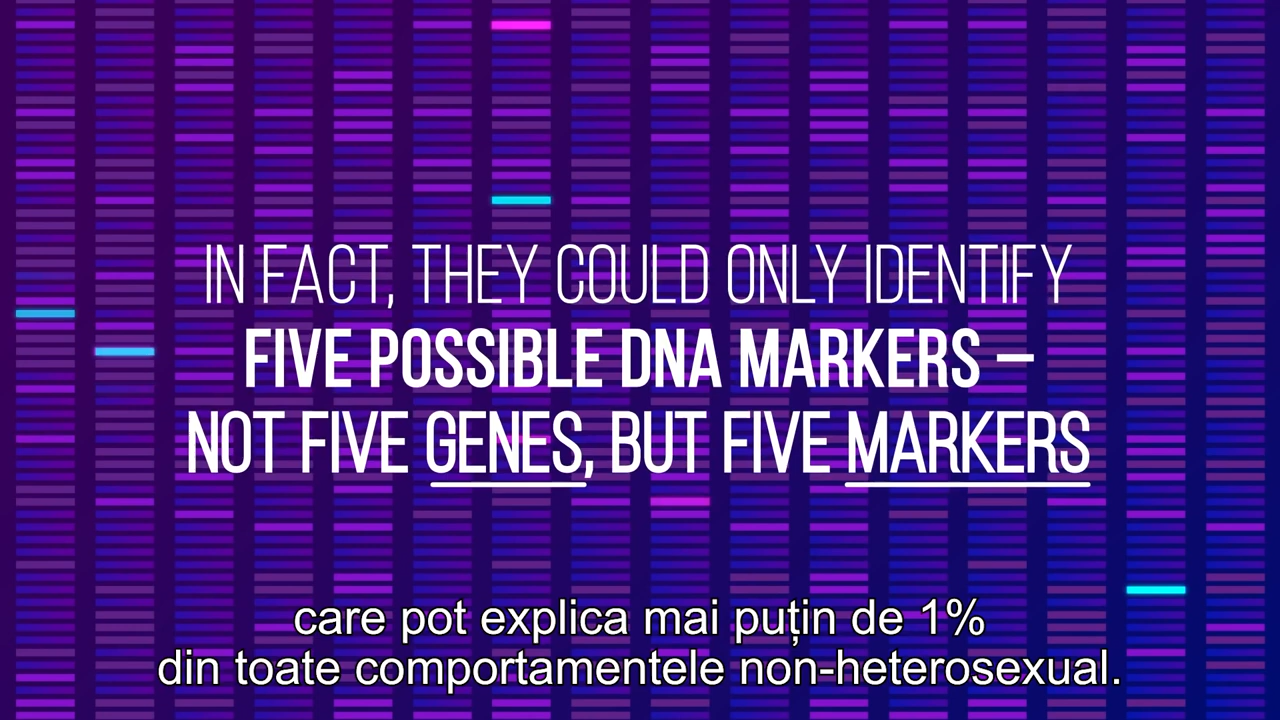 IN FACT, THEY COULD ONLY IDENTIFY
FIVE POSSIBLE DNA MARKERS –
NOT FIVE GENES, BUT FIVE MARKERS
care pot explica mai puțin de 1%
din toate comportamentele non-heterosexual.